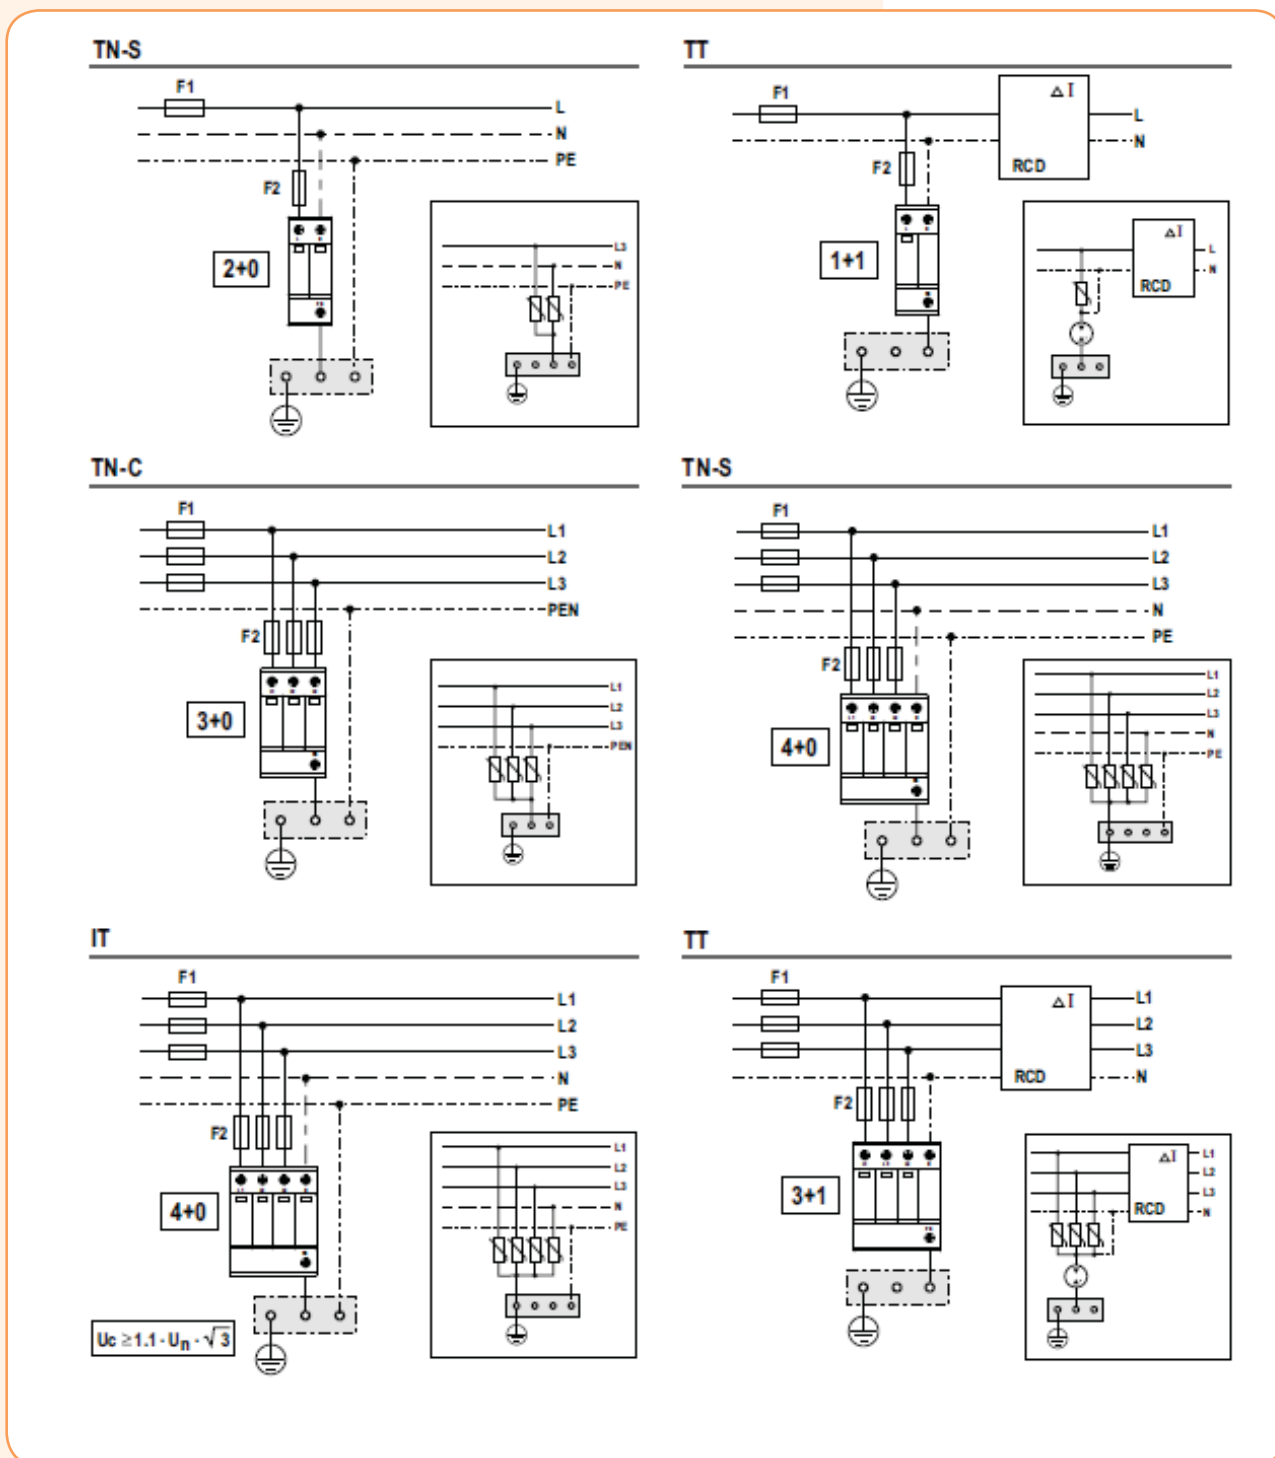 TN-S
F1
L
N
PE
F2
2+0
L3
N
PE
TT
F1
Δ I
L
N
RCD
F2
1+1
ΔI
L
N
RCD
TN-C
F1
L1
L2
L3
PEN
F2
3+0
L1
L2
L3
PEN
TN-S
F1
L1
L2
L3
N
PE
F2
4+0
L1
L2
L3
N
PE
IT
F1
L1
L2
L3
N
PE
F2
4+0
L1
L2
L3
N
PE
Uc ≥1.1 · Un · √3
TT
F1
Δ I
L1
L2
L3
RCD
N
F2
3+1
ΔI
L1
L2
L3
RCD
N